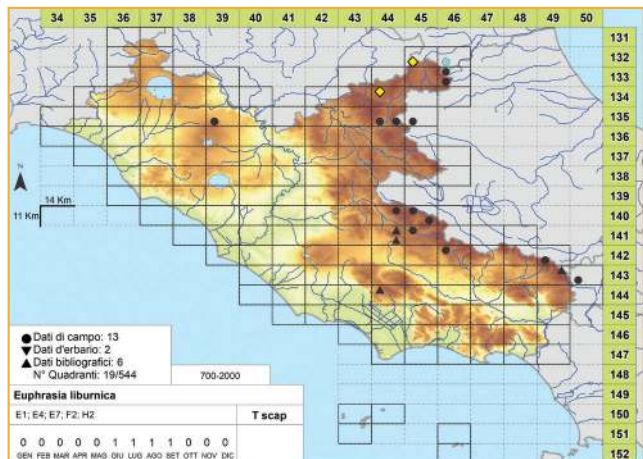 34 35 36 37 38 39 40 41 42 43 44 45 46 47 48 49 50
131
132
133
134
135
136
137
138
139
140
141
142
143
144
145
146
147
148
149
150
151
152
N
14 Km
11 Km
Dati di campo: 13
Dati d'erbario: 2
Dati bibliografici: 6
N° Quadranti: 19/544
700-2000
Euphrasia liburnica
E1; E4; E7; F2; H2
T scap
0 0 0 0 0 1 1 1 1 0 0 0
GEN FEB MAR APR MAG GIU LUG AGO SET OTT NOV DIC